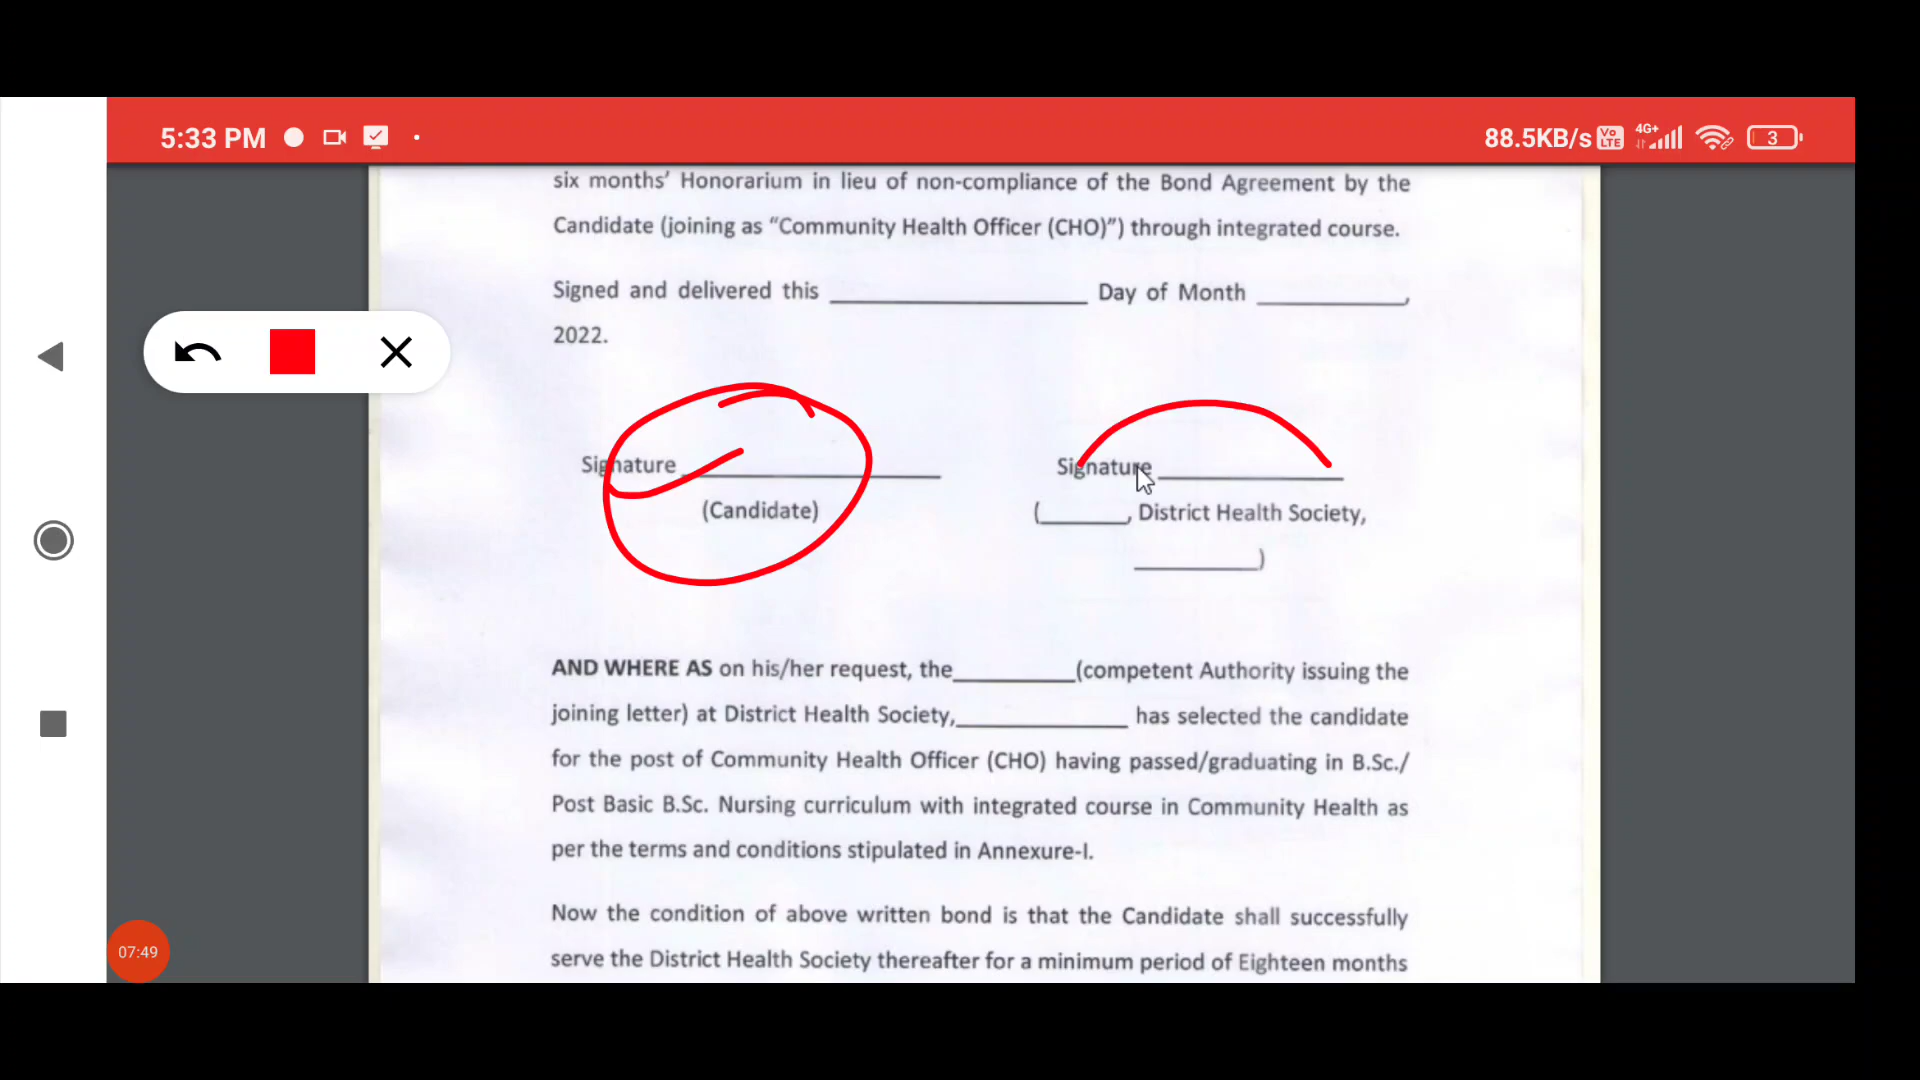 5:33 PM
88.5KB/s Vo LTE 4G+ 3
six months’ Honorarium in lieu of non-compliance of the Bond Agreement by the
Candidate (joining as “Community Health Officer (CHO)”) through integrated course.
Signed and delivered this ____________ Day of Month ________,
2022.
Signature ____________ Signature ____________
(Candidate) (______, District Health Society,
________)
AND WHERE AS on his/her request, the________(competent Authority issuing the
joining letter) at District Health Society,____________ has selected the candidate
for the post of Community Health Officer (CHO) having passed/graduating in B.Sc./
Post Basic B.Sc. Nursing curriculum with integrated course in Community Health as
per the terms and conditions stipulated in Annexure-I.
Now the condition of above written bond is that the Candidate shall successfully
serve the District Health Society thereafter for a minimum period of Eighteen months
07:49